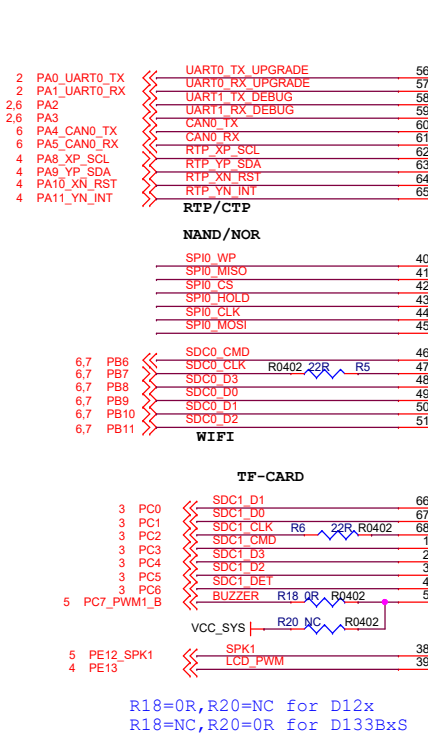 2 PA0_UART0_TX UART0_TX_UPGRADE 56
2 PA1_UART0_RX UART0_RX_UPGRADE 57
2,6 PA2 UART1_TX_DEBUG 58
2,6 PA3 UART1_RX_DEBUG 59
6 PA4_CAN0_TX CAN0_TX 60
6 PA5_CAN0_RX CAN0_RX 61
4 PA8_XP_SCL RTP_XP_SCL 62
4 PA9_YP_SDA RTP_YP_SDA 63
4 PA10_XN_RST RTP_XN_RST 64
4 PA11_YN_INT RTP_YN_INT 65
RTP/CTP
NAND/NOR
SPI0_WP 40
SPI0_MISO 41
SPI0_CS 42
SPI0_HOLD 43
SPI0_CLK 44
SPI0_MOSI 45
6,7 PB6 SDC0_CMD 46
6,7 PB7 SDC0_CLK R0402 22R R5 47
6,7 PB8 SDC0_D3 48
6,7 PB9 SDC0_D0 49
6,7 PB10 SDC0_D1 50
6,7 PB11 SDC0_D2 51
WIFI
TF-CARD
3 PC0 SDC1_D1 66
3 PC1 SDC1_D0 67
3 PC2 SDC1_CLK R6 22R R0402 68
3 PC3 SDC1_CMD 1
3 PC4 SDC1_D3 2
3 PC5 SDC1_D2 3
3 PC6 SDC1_DET 4
5 PC7_PWM1_B BUZZER R18 0R R0402 5
VCC_SYS R20 NC R0402
5 PE12_SPK1 SPK1 38
4 PE13 LCD_PWM 39
R18=0R,R20=NC for D12x
R18=NC,R20=0R for D133BxS